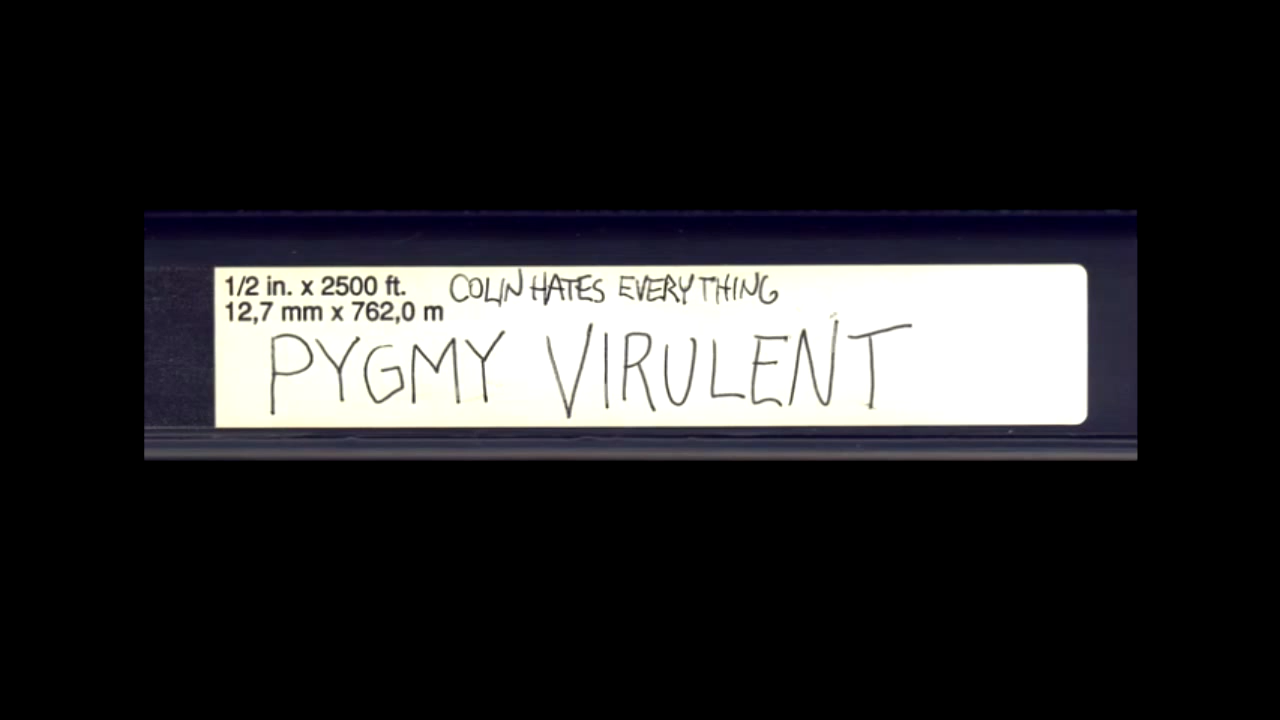 1/2 in. x 2500 ft. COLIN HATES EVERYTHING
12,7 mm x 762,0 m
PYGMY VIRULENT